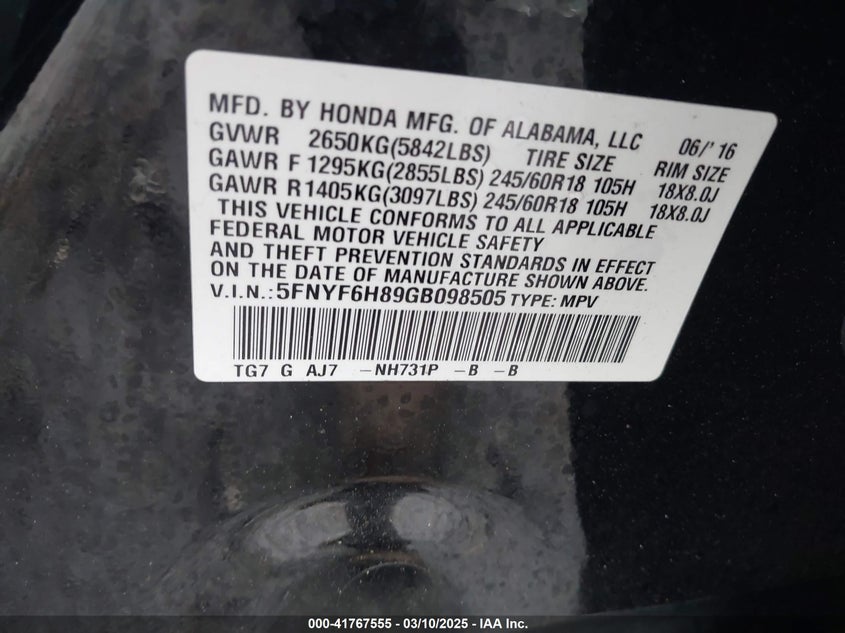 MFD. BY HONDA MFG. OF ALABAMA, LLC 06/' 16
GVWR 2650KG(5842LBS) TIRE SIZE RIM SIZE
GAWR F 1295KG(2855LBS) 245/60R18 105H 18X8.0J
GAWR R1405KG(3097LBS) 245/60R18 105H 18X8.0J
THIS VEHICLE CONFORMS TO ALL APPLICABLE
FEDERAL MOTOR VEHICLE SAFETY
AND THEFT PREVENTION STANDARDS IN EFFECT
ON THE DATE OF MANUFACTURE SHOWN ABOVE.
V.I.N.:5FNYF6H89GB098505 TYPE: MPV
TG7 G AJ7 -NH731P -B -B
000-41767555 - 03/10/2025 - IAA Inc.